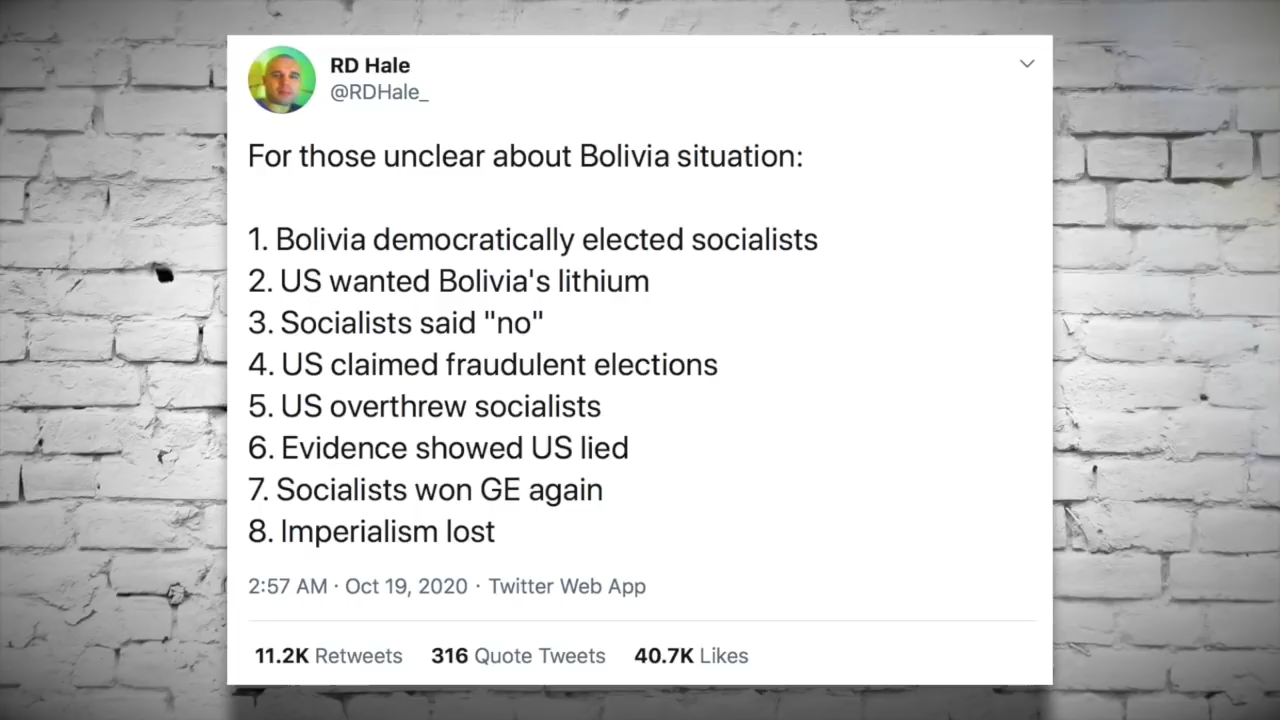 RD Hale
@RDHale_
For those unclear about Bolivia situation:
1. Bolivia democratically elected socialists
2. US wanted Bolivia's lithium
3. Socialists said "no"
4. US claimed fraudulent elections
5. US overthrew socialists
6. Evidence showed US lied
7. Socialists won GE again
8. Imperialism lost
2:57 AM · Oct 19, 2020 · Twitter Web App
11.2K Retweets 316 Quote Tweets 40.7K Likes